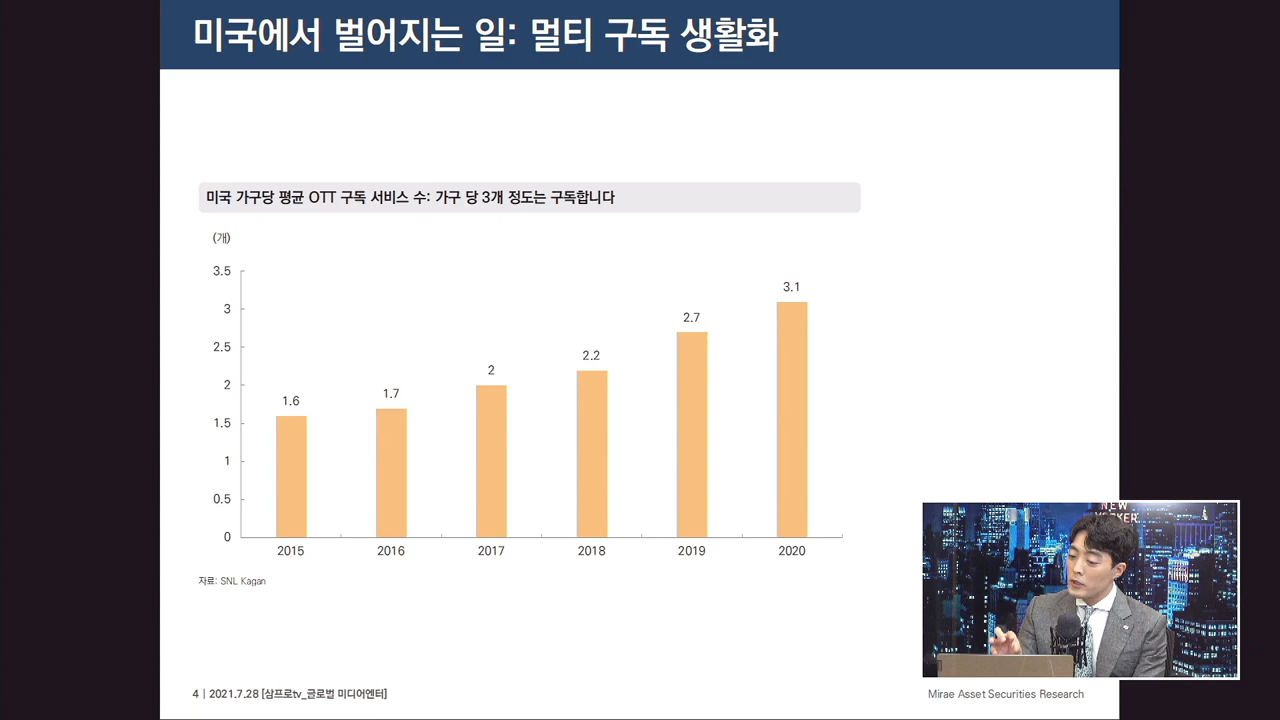 미국에서 벌어지는 일: 멀티 구독 생활화
미국 가구당 평균 OTT 구독 서비스 수: 가구 당 3개 정도는 구독합니다
(개)
3.5
3
2.5
2
1.5
1
0.5
0
1.6
1.7
2
2.2
2.7
3.1
2015 2016 2017 2018 2019 2020
자료: SNL Kagan
NEW
YORKER
4 | 2021.7.28 [삼프로tv_글로벌 미디어엔터]
Mirae Asset Securities Research